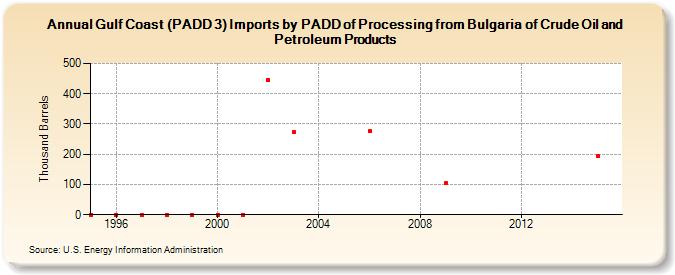 Annual Gulf Coast (PADD 3) Imports by PADD of Processing from Bulgaria of Crude Oil and
Petroleum Products
Thousand Barrels
500
400
300
200
100
0
1996 2000 2004 2008 2012
Source: U.S. Energy Information Administration